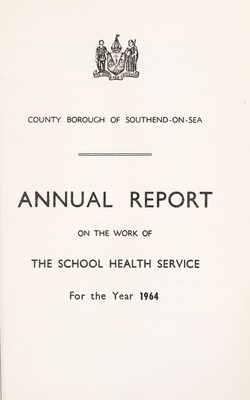 COUNTY BOROUGH OF SOUTHEND-ON-SEA
ANNUAL REPORT
ON THE WORK OF
THE SCHOOL HEALTH SERVICE
For the Year 1964